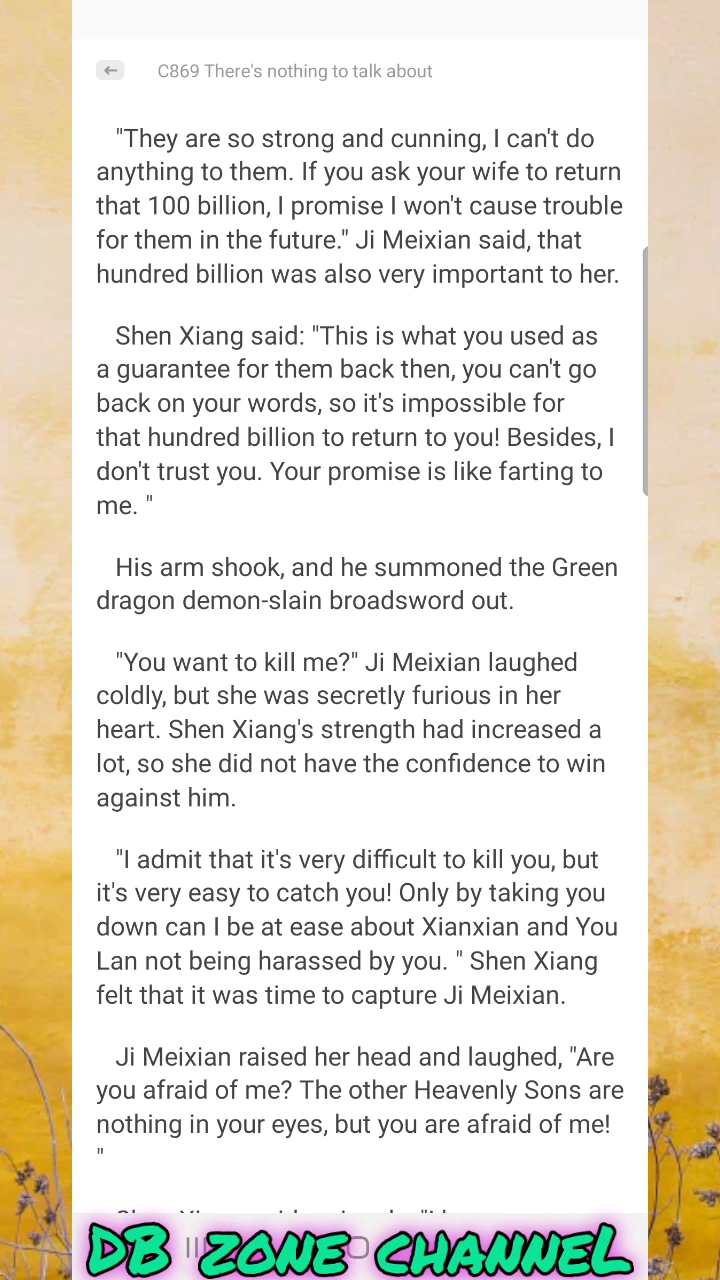 C869 There's nothing to talk about
"They are so strong and cunning, I can't do
anything to them. If you ask your wife to return
that 100 billion, I promise I won't cause trouble
for them in the future." Ji Meixian said, that
hundred billion was also very important to her.
Shen Xiang said: "This is what you used as
a guarantee for them back then, you can't go
back on your words, so it's impossible for
that hundred billion to return to you! Besides, I
don't trust you. Your promise is like farting to
me. "
His arm shook, and he summoned the Green
dragon demon-slain broadsword out.
"You want to kill me?" Ji Meixian laughed
coldly, but she was secretly furious in her
heart. Shen Xiang's strength had increased a
lot, so she did not have the confidence to win
against him.
"I admit that it's very difficult to kill you, but
it's very easy to catch you! Only by taking you
down can I be at ease about Xianxian and You
Lan not being harassed by you. " Shen Xiang
felt that it was time to capture Ji Meixian.
Ji Meixian raised her head and laughed, "Are
you afraid of me? The other Heavenly Sons are
nothing in your eyes, but you are afraid of me!
"
DB ZONE CHANNEL